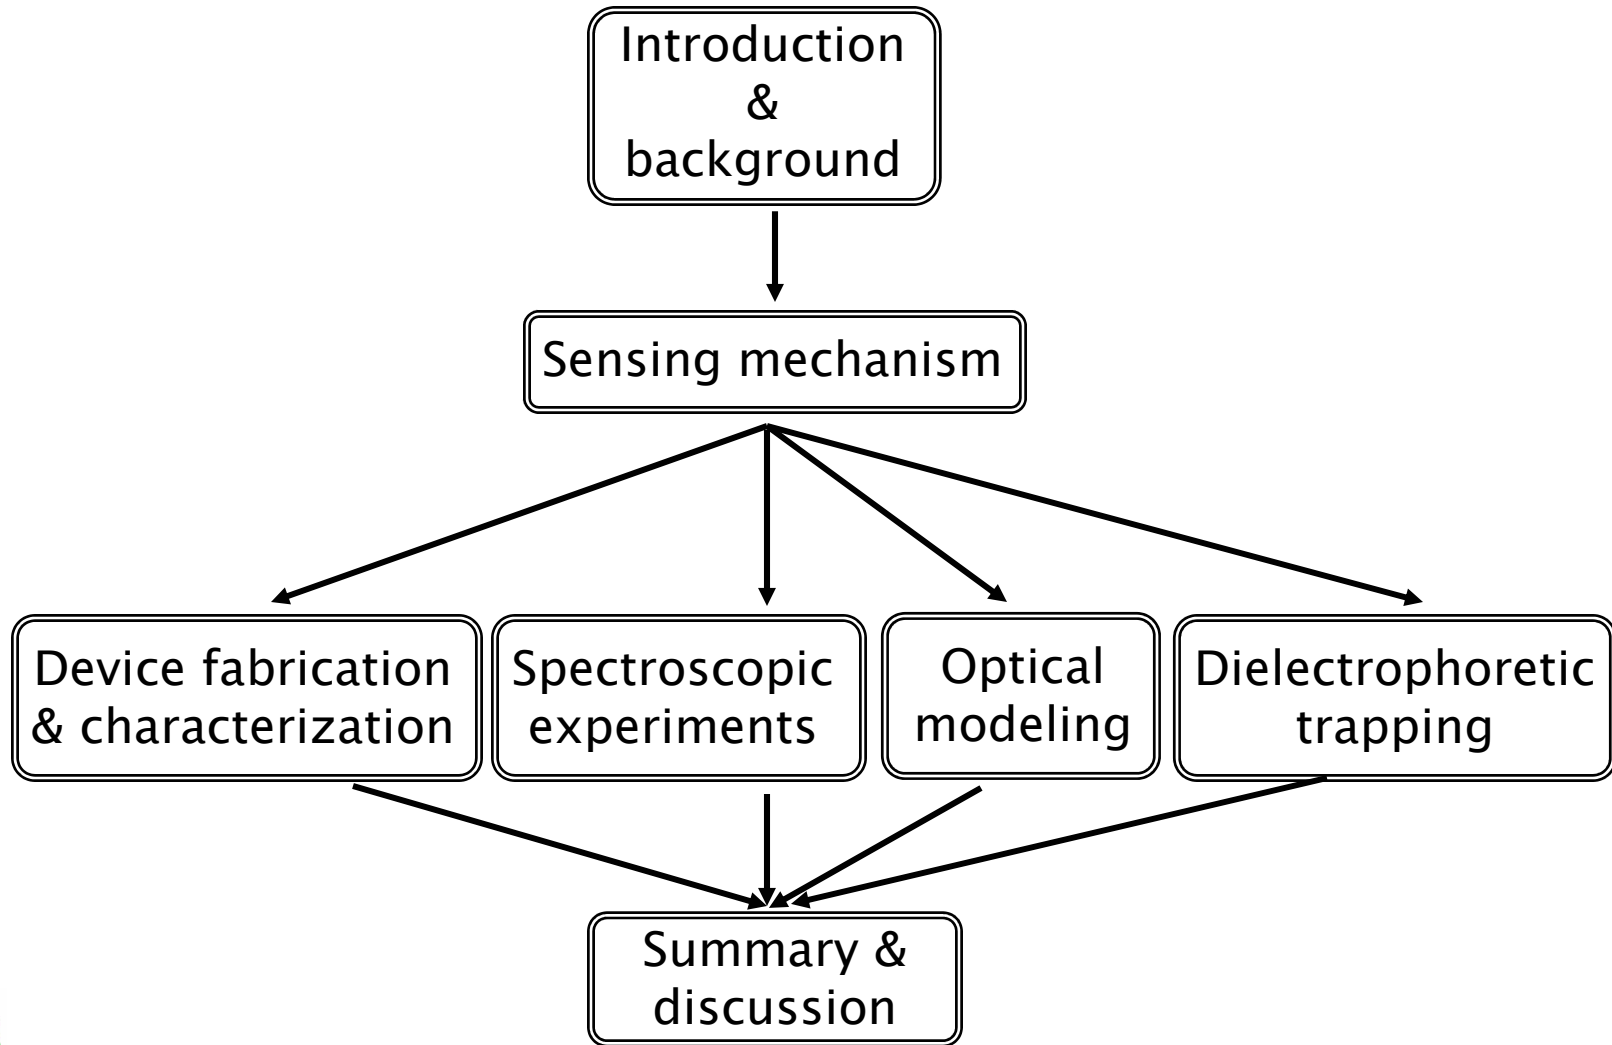 Introduction
&
background
Sensing mechanism
Device fabrication
& characterization
Spectroscopic
experiments
Optical
modeling
Dielectrophoretic
trapping
Summary &
discussion